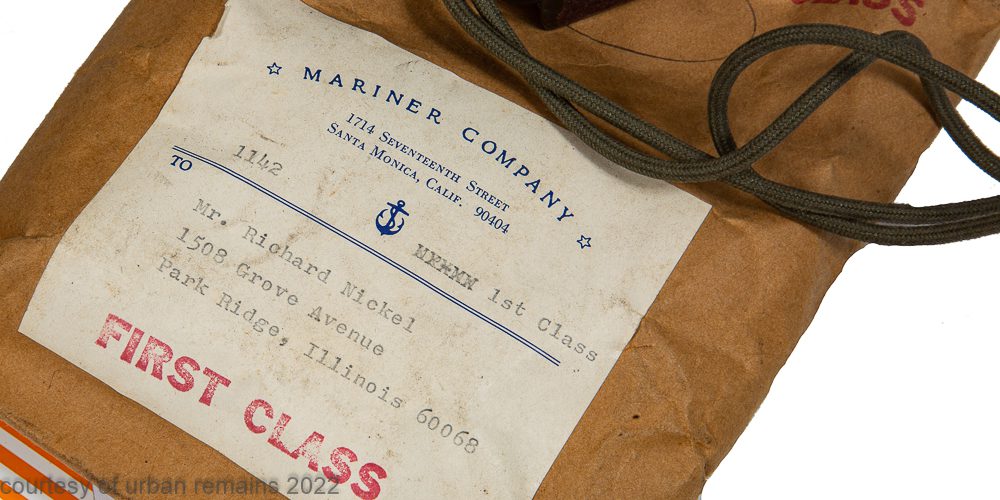 CLASS
☆ MARINER COMPANY ☆
1714 SEVENTEENTH STREET
SANTA MONICA, CALIF. 90404
1142
TO
1st Class
Mr. Richard Nickel
1508 Grove Avenue
Park Ridge, Illinois 60068
FIRST CLASS
courtesy of urban remains 2022